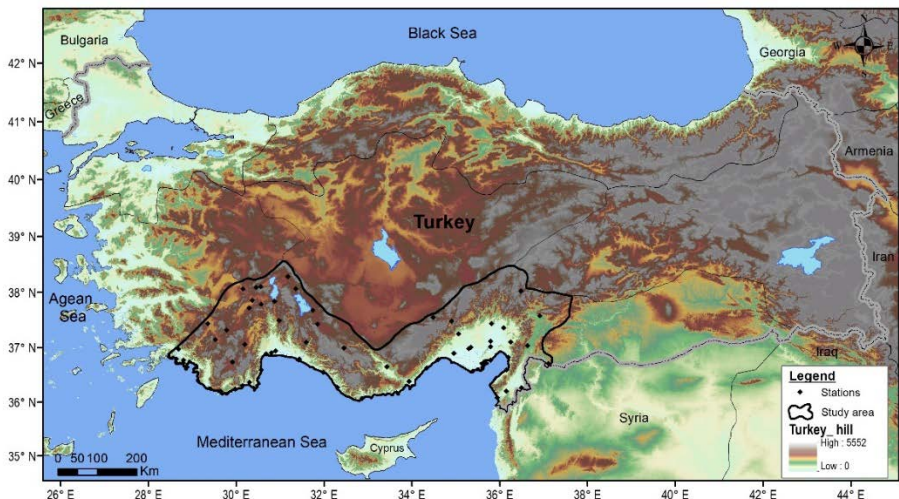 Black Sea
Bulgaria
Georgia
Greece
Armenia
Turkey
Iran
Agean
Sea
Iraq
Syria
Mediterranean Sea
Cyprus
42° N
41° N
40° N
39° N
38° N
37° N
36° N
35° N
26° E
28 E
30° E
32° E
34° E
36° E
38° E
40° E
42° E
44° E
0 50 100 200
Km
Legend
Stations
Study area
Turkey_ hill
High : 5552
Low : 0